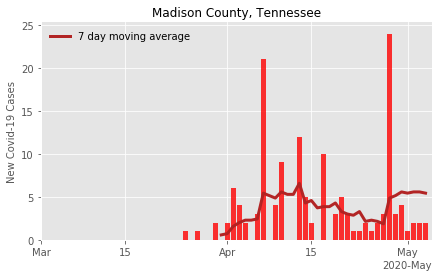 Madison County, Tennessee
7 day moving average
New Covid-19 Cases
25
20
15
10
5
0
Mar 15 Apr 15 May
2020-May